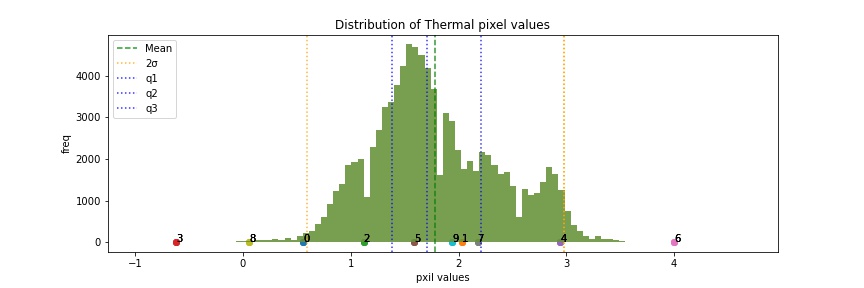 Distribution of Thermal pixel values
Mean
2σ
q1
q2
q3
freq
4000
3000
2000
1000
0
3 8 0 2 5 9 1 7 4 6
−1 0 1 2 3 4
pxil values